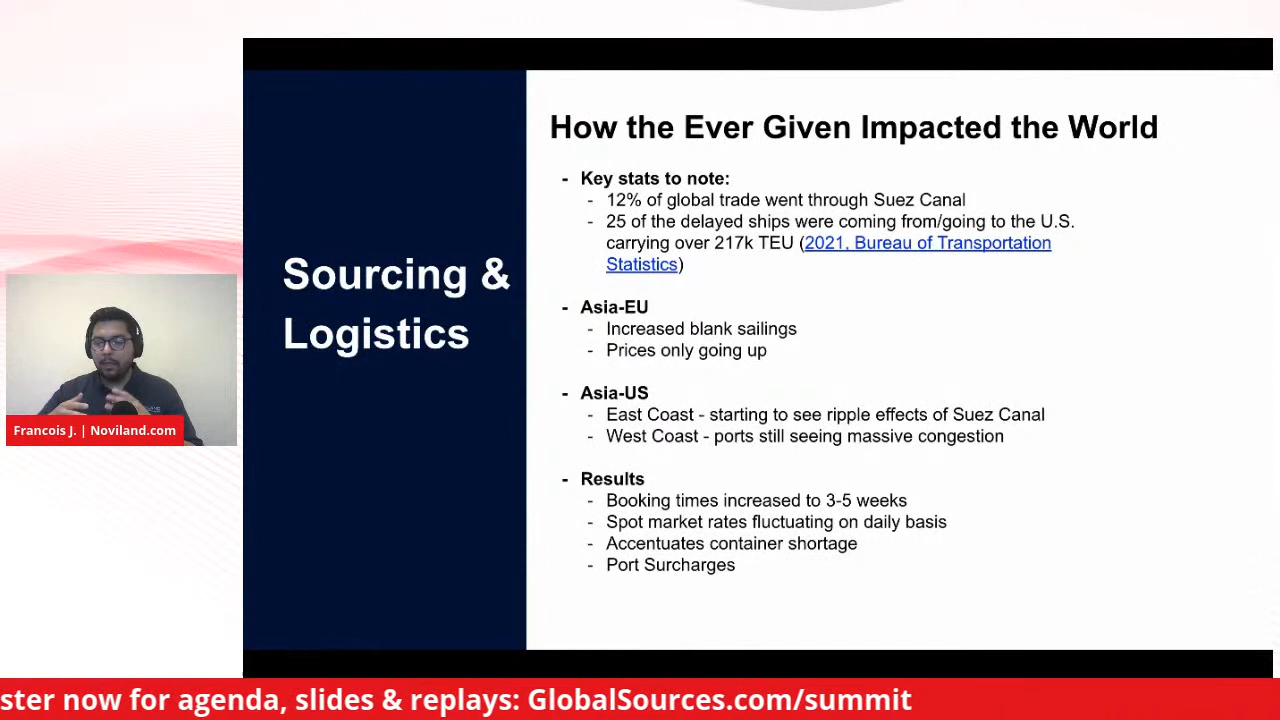 How the Ever Given Impacted the World
- Key stats to note:
- 12% of global trade went through Suez Canal
- 25 of the delayed ships were coming from/going to the U.S.
carrying over 217k TEU (2021, Bureau of Transportation
Statistics)
- Asia-EU
- Increased blank sailings
- Prices only going up
- Asia-US
- East Coast - starting to see ripple effects of Suez Canal
- West Coast - ports still seeing massive congestion
- Results
- Booking times increased to 3-5 weeks
- Spot market rates fluctuating on daily basis
- Accentuates container shortage
- Port Surcharges
Sourcing &
Logistics
Francois J. | Noviland.com
ster now for agenda, slides & replays: GlobalSources.com/summit